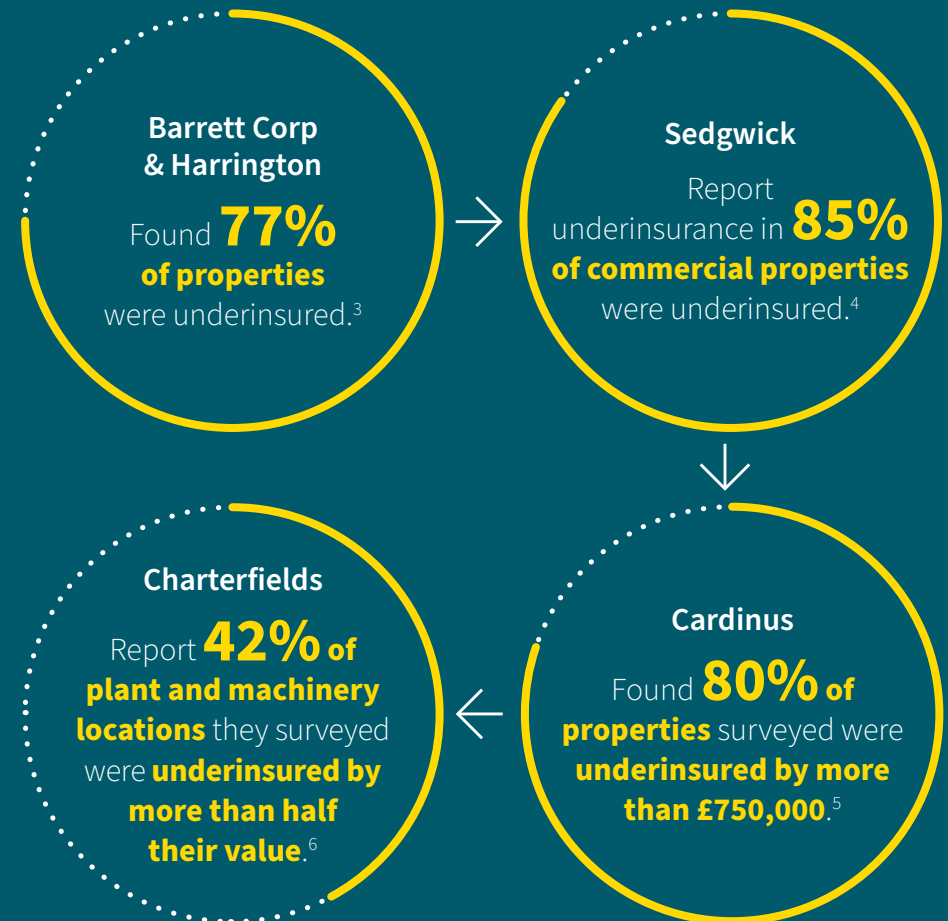 Barrett Corp
& Harrington
Found 77%
of properties
were underinsured.3
Sedgwick
Report
underinsurance in 85%
of commercial properties
were underinsured.4
Cardinus
Found 80% of
properties surveyed were
underinsured by more
than £750,000.5
Charterfields
Report 42% of
plant and machinery
locations they surveyed
were underinsured by
more than half
their value.6